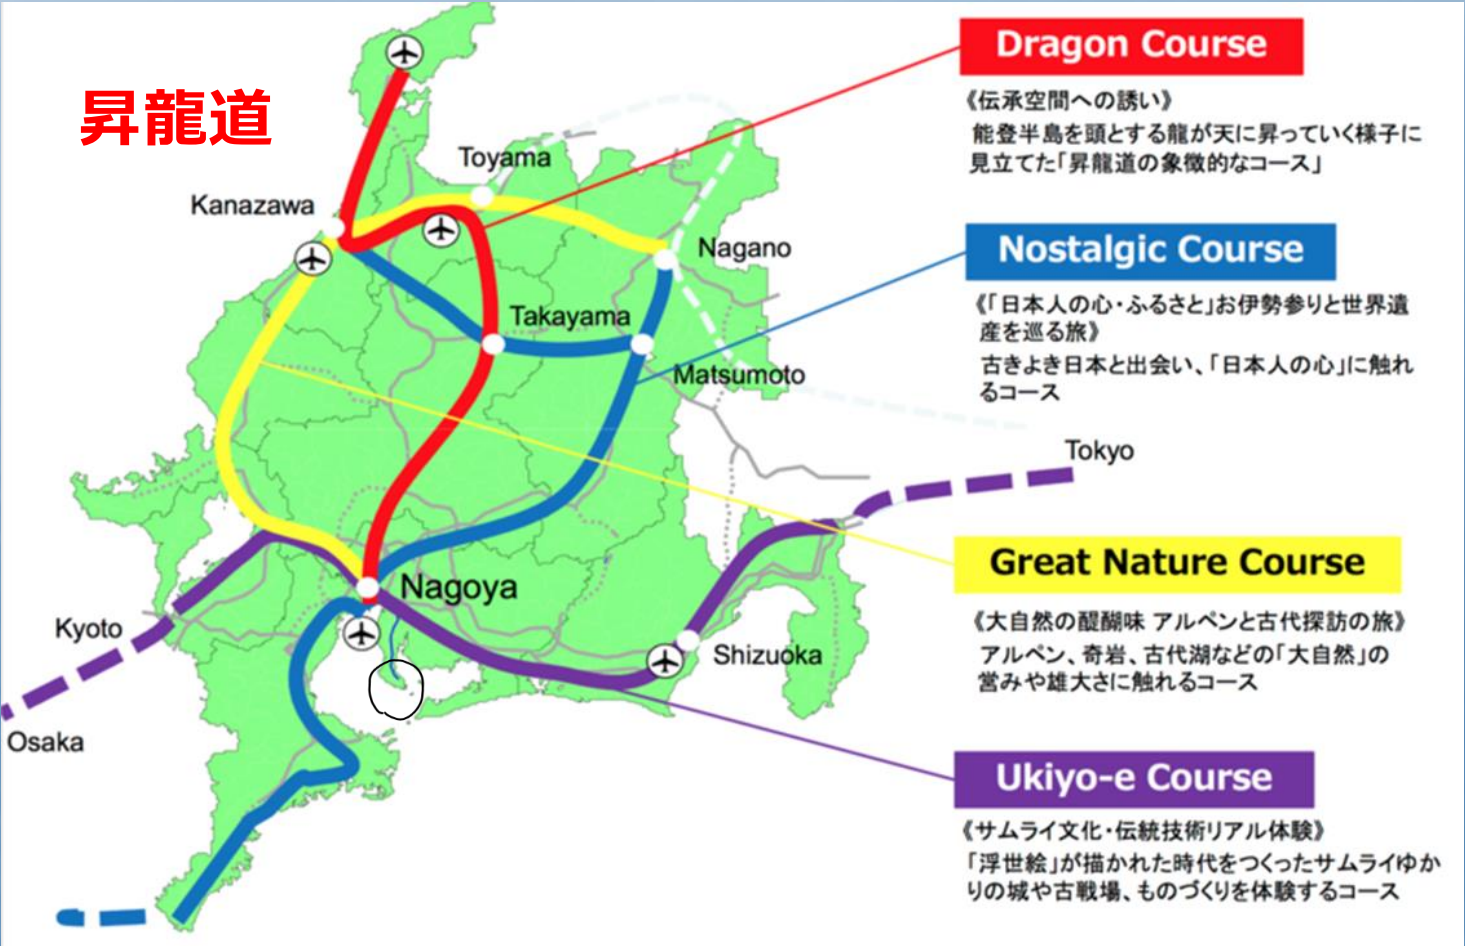 昇龍道
Toyama
Kanazawa
Nagano
Takayama
Matsumoto
Tokyo
Nagoya
Kyoto
Shizuoka
Osaka
Dragon Course
《伝承空間への誘い》
能登半島を頭とする龍が天に昇っていく様子に
見立てた「昇龍道の象徴的なコース」
Nostalgic Course
《「日本人の心・ふるさと」お伊勢参りと世界遺
産を巡る旅》
古きよき日本と出会い、「日本人の心」に触れ
るコース
Great Nature Course
《大自然の醍醐味 アルペンと古代探訪の旅》
アルペン、奇岩、古代湖などの「大自然」の
営みや雄大さに触れるコース
Ukiyo-e Course
《サムライ文化・伝統技術リアル体験》
「浮世絵」が描かれた時代をつくったサムライゆか
りの城や古戦場、ものづくりを体験するコース